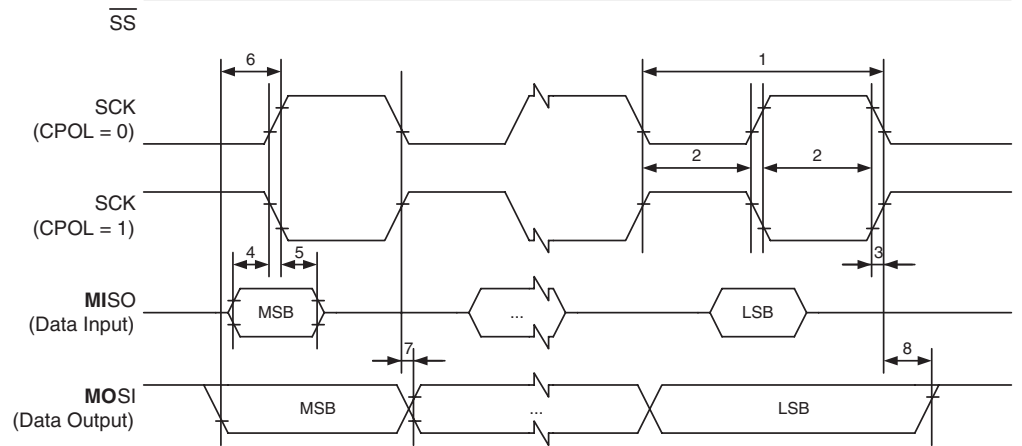 SS
6
1
SCK
(CPOL = 0)
2
2
SCK
(CPOL = 1)
4
5
3
MISO
(Data Input)
MSB
...
LSB
7
8
MOSI
(Data Output)
MSB
...
LSB